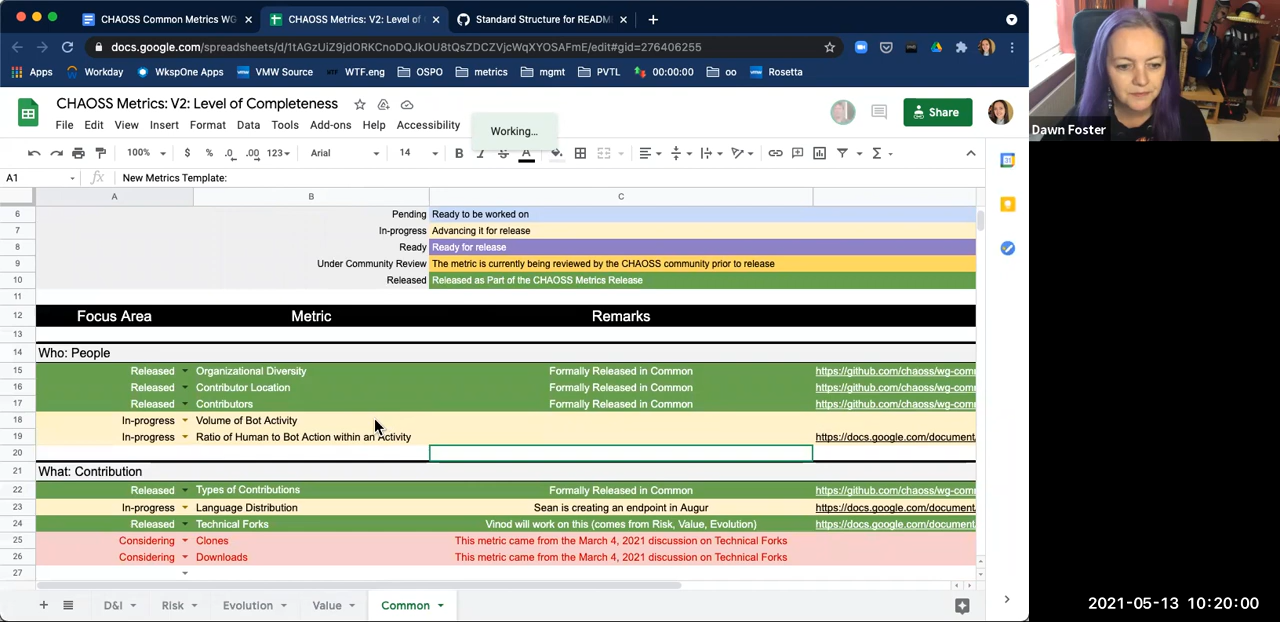 CHAOSS Common Metrics WG
CHAOSS Metrics: V2: Level of
Standard Structure for READM
docs.google.com/spreadsheets/d/1tAGzUiZ9jdORKCnoDQJkOU8tQsZDCZVjcWqXYOSAFmE/edit#gid=276406255
Apps Workday WkspOne Apps VMW Source WTF.eng OSPO metrics mgmt PVTL 00:00:00 oo Rosetta
CHAOSS Metrics: V2: Level of Completeness
Share
File Edit View Insert Format Data Tools Add-ons Help Accessibility
Working...
100% $ % .0 .00 123 Arial 14 B I S A
A1 fx New Metrics Template:
A B C
6 Pending Ready to be worked on
7 In-progress Advancing it for release
8 Ready Ready for release
9 Under Community Review The metric is currently being reviewed by the CHAOSS community prior to release
10 Released Released as Part of the CHAOSS Metrics Release
11
12 Focus Area Metric Remarks
13
14 Who: People
15 Released Organizational Diversity Formally Released in Common https://github.com/chaoss/wg-comm
16 Released Contributor Location Formally Released in Common https://github.com/chaoss/wg-comm
17 Released Contributors Formally Released in Common https://github.com/chaoss/wg-comm
18 In-progress Volume of Bot Activity
19 In-progress Ratio of Human to Bot Action within an Activity https://docs.google.com/document/
20
21 What: Contribution
22 Released Types of Contributions Formally Released in Common https://github.com/chaoss/wg-comm
23 In-progress Language Distribution Sean is creating an endpoint in Augur https://docs.google.com/document/
24 Released Technical Forks Vinod will work on this (comes from Risk, Value, Evolution) https://docs.google.com/document/
25 Considering Clones This metric came from the March 4, 2021 discussion on Technical Forks
26 Considering Downloads This metric came from the March 4, 2021 discussion on Technical Forks
27
D&I Risk Evolution Value Common
Dawn Foster
2021-05-13 10:20:00